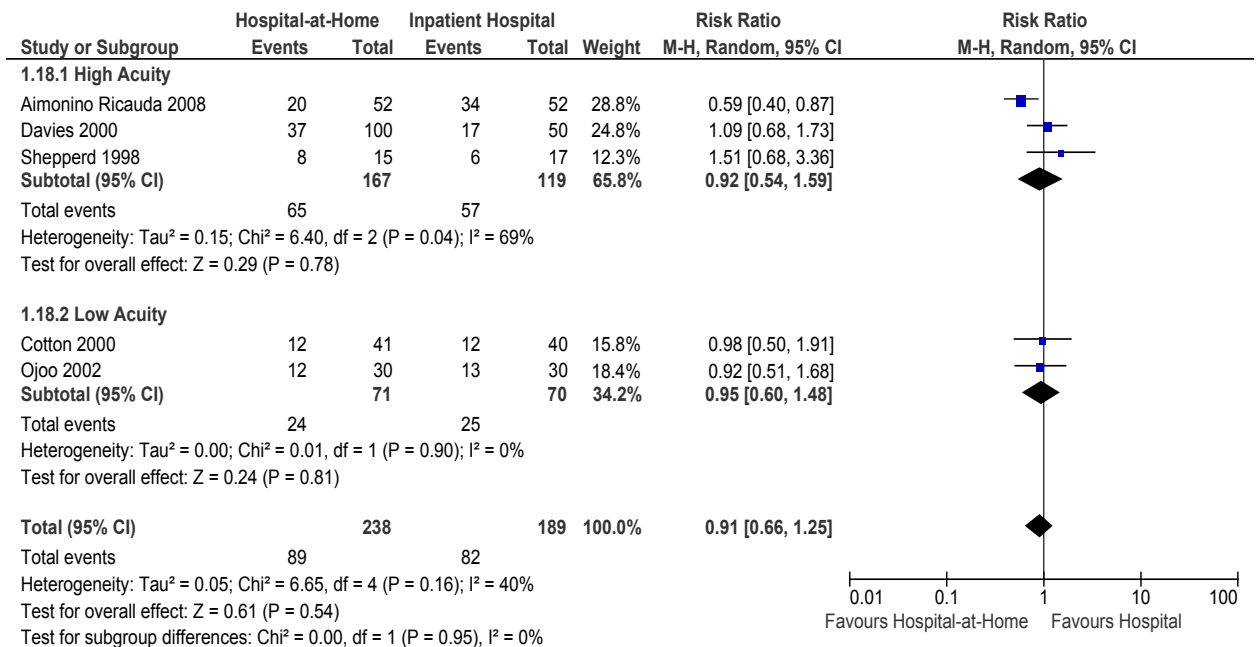 Hospital-at-Home Inpatient Hospital Risk Ratio Risk Ratio
Study or Subgroup Events Total Events Total Weight M-H, Random, 95% CI M-H, Random, 95% CI
1.18.1 High Acuity
Aimonino Ricauda 2008 20 52 34 52 28.8% 0.59 [0.40, 0.87]
Davies 2000 37 100 17 50 24.8% 1.09 [0.68, 1.73]
Shepperd 1998 8 15 6 17 12.3% 1.51 [0.68, 3.36]
Subtotal (95% CI) 167 119 65.8% 0.92 [0.54, 1.59]
Total events 65 57
Heterogeneity: Tau² = 0.15; Chi² = 6.40, df = 2 (P = 0.04); I² = 69%
Test for overall effect: Z = 0.29 (P = 0.78)
1.18.2 Low Acuity
Cotton 2000 12 41 12 40 15.8% 0.98 [0.50, 1.91]
Ojoo 2002 12 30 13 30 18.4% 0.92 [0.51, 1.68]
Subtotal (95% CI) 71 70 34.2% 0.95 [0.60, 1.48]
Total events 24 25
Heterogeneity: Tau² = 0.00; Chi² = 0.01, df = 1 (P = 0.90); I² = 0%
Test for overall effect: Z = 0.24 (P = 0.81)
Total (95% CI) 238 189 100.0% 0.91 [0.66, 1.25]
Total events 89 82
Heterogeneity: Tau² = 0.05; Chi² = 6.65, df = 4 (P = 0.16); I² = 40%
Test for overall effect: Z = 0.61 (P = 0.54)
Test for subgroup differences: Chi² = 0.00, df = 1 (P = 0.95), I² = 0%
0.01 0.1 1 10 100
Favours Hospital-at-Home Favours Hospital